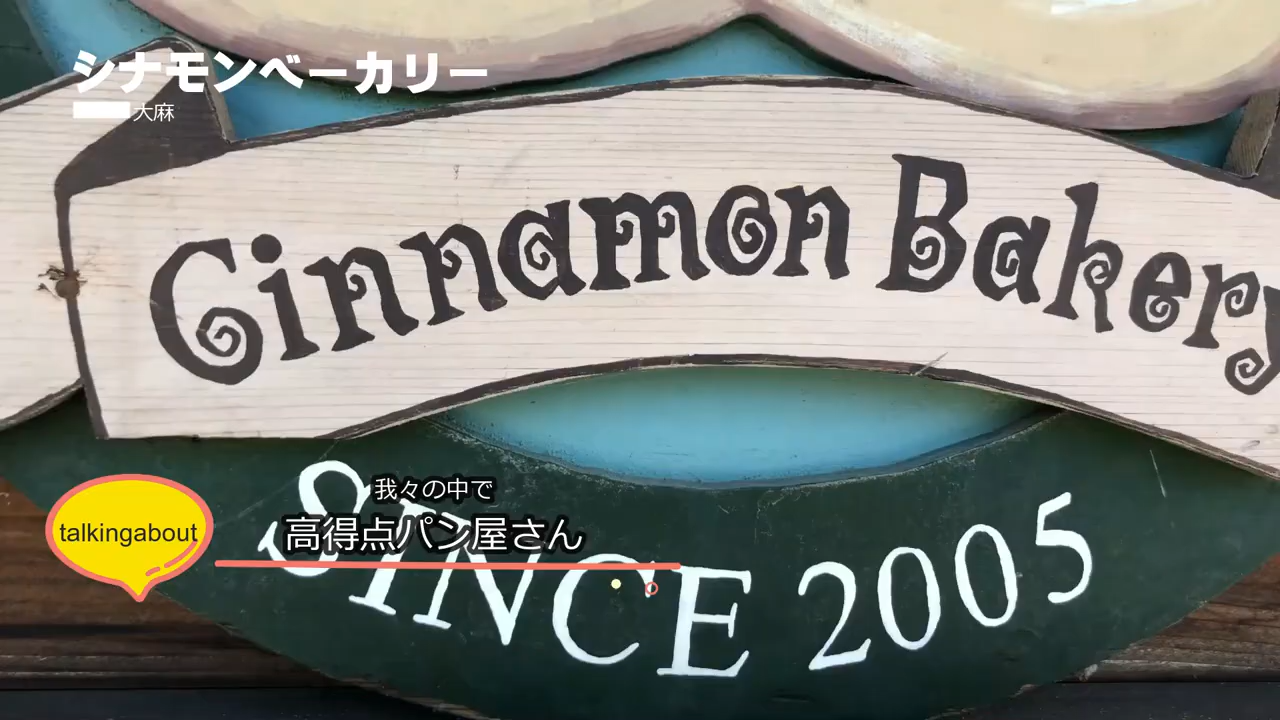 シナモンベーカリー
大麻
Cinnamon Bakery
SINCE 2005
talkingabout
我々の中で
高得点パン屋さん